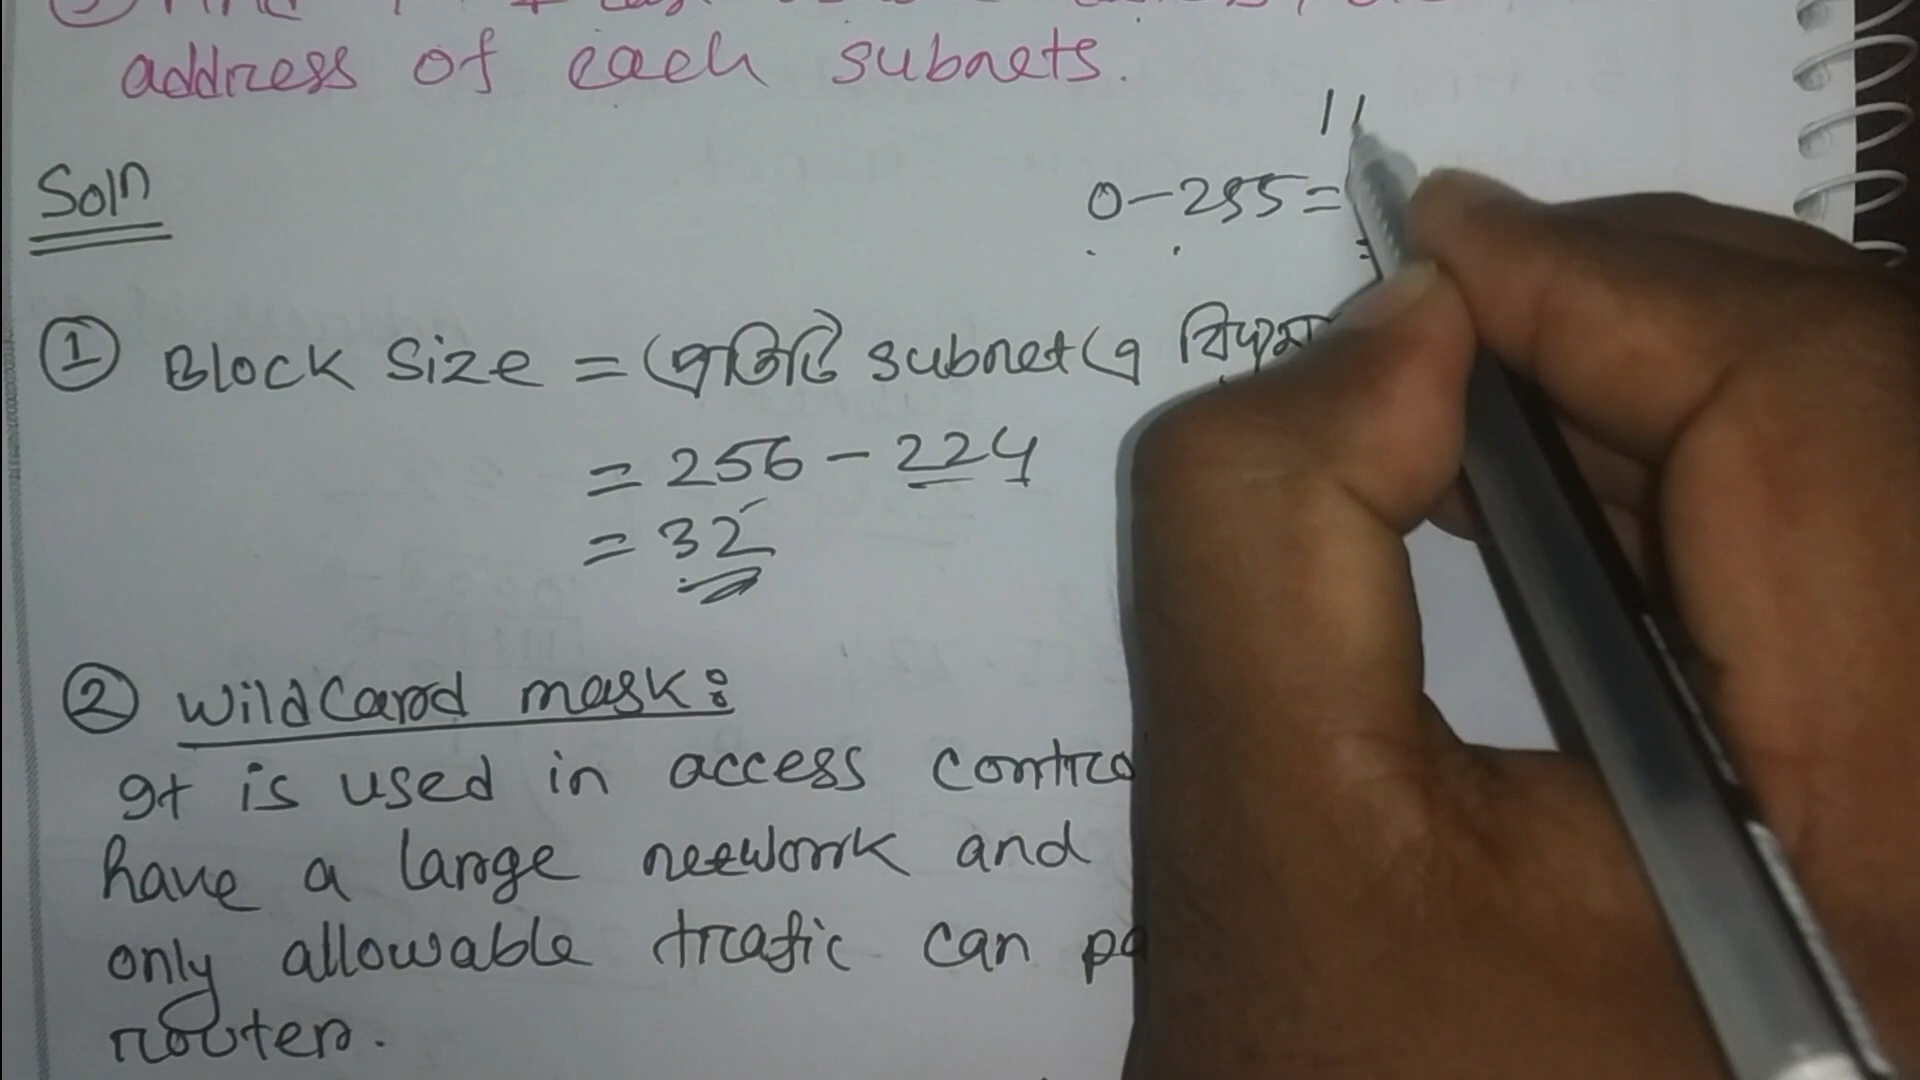 address of each subnets.
11
0-255=
Soln
① Block Size = প্রতিটি subnet এ
= 256 - 224
= 32
② wildCard mask:
It is used in access contro
have a large network and
only allowable trafic can pa
router.